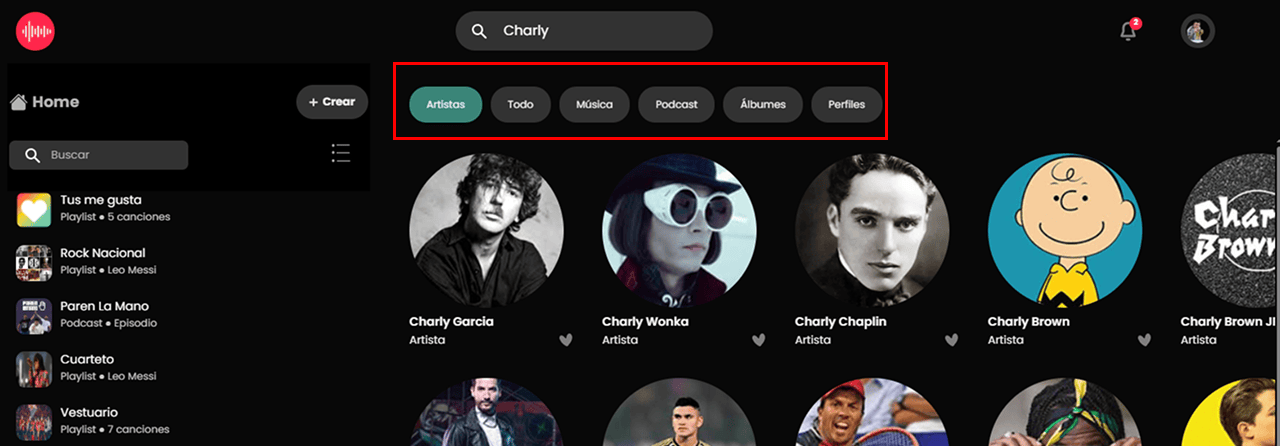 Charly
2
Home
+ Crear
Buscar
Tus me gusta
Playlist ● 5 canciones
Rock Nacional
Playlist ● Leo Messi
Paren La Mano
Podcast ● Episodio
Cuarteto
Playlist ● Leo Messi
Vestuario
Playlist ● 7 canciones
Artistas Todo Música Podcast Álbumes Perfiles
Charly Garcia
Artista
Charly Wonka
Artista
Charly Chaplin
Artista
Charly Brown
Artista
Charly Brown
Artista